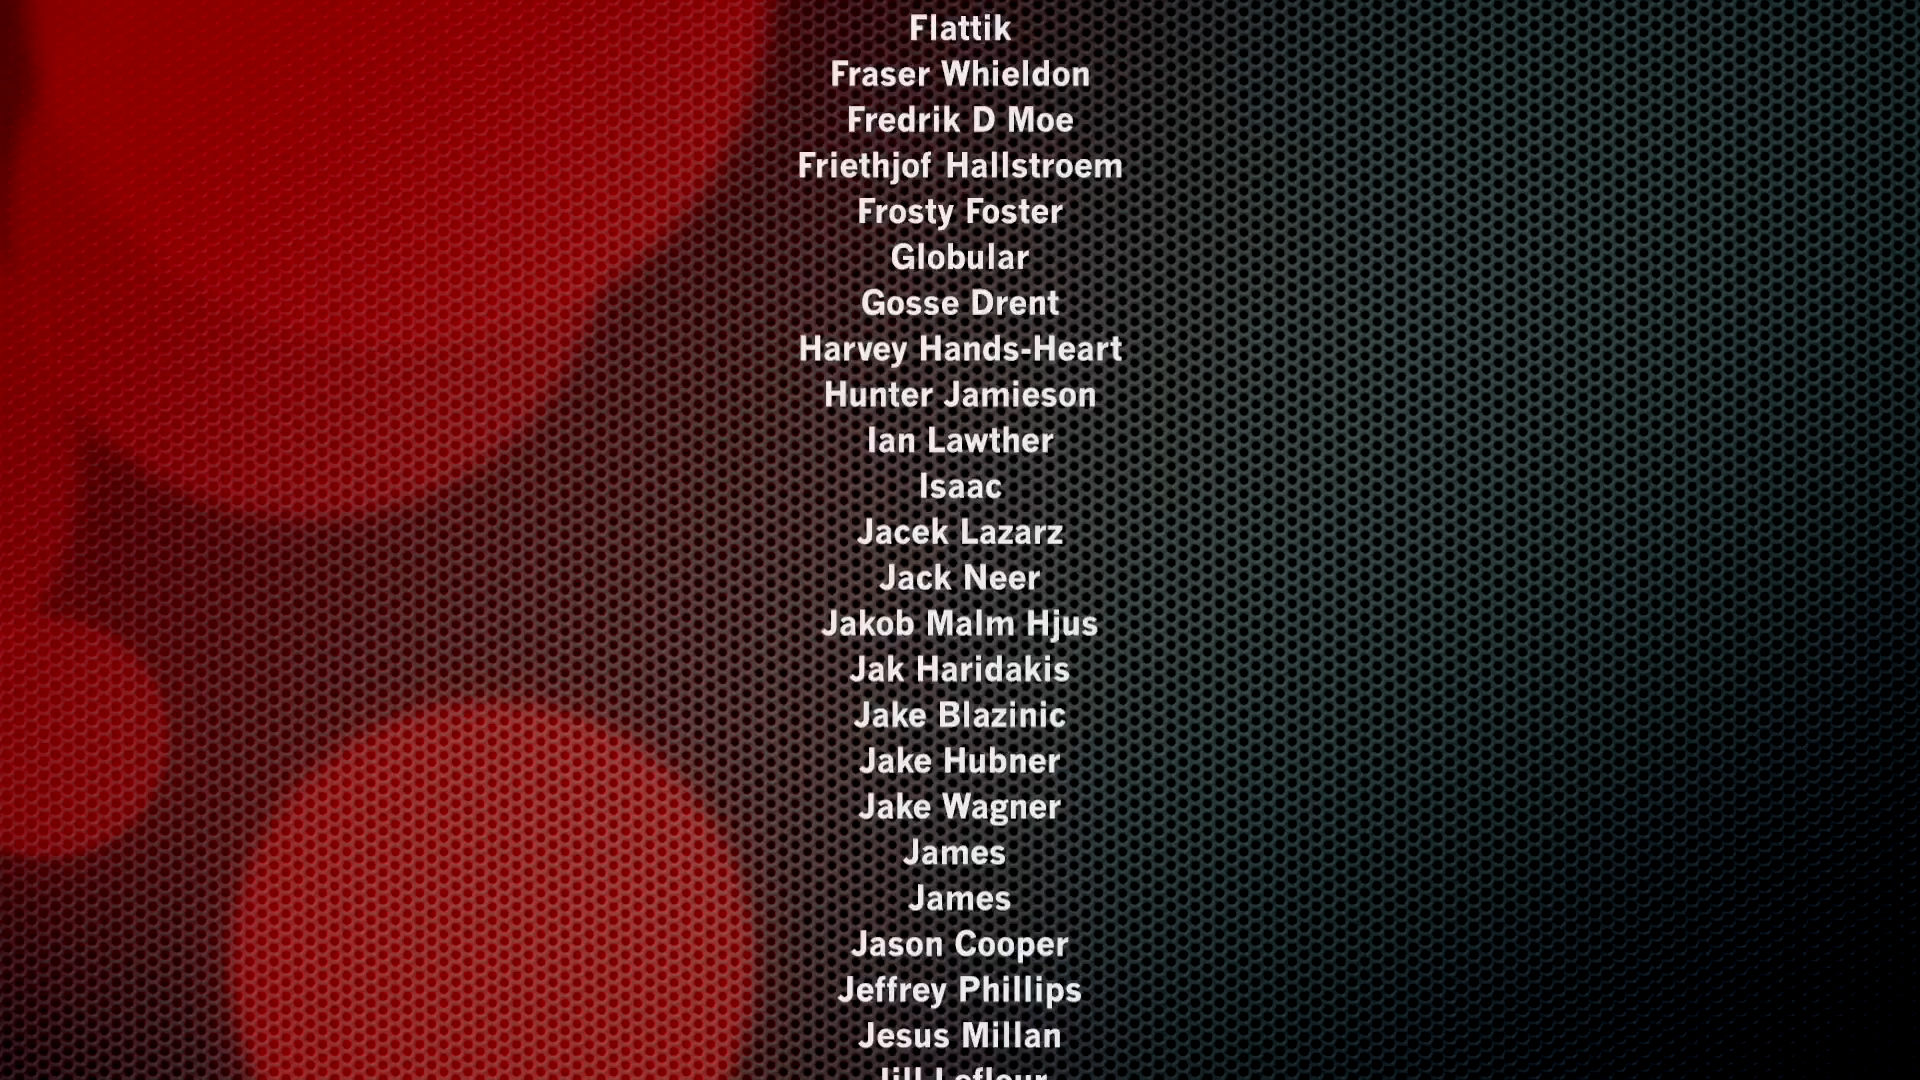 Flattik
Fraser Whieldon
Fredrik D Moe
Friethjof Hallstroem
Frosty Foster
Globular
Gosse Drent
Harvey Hands-Heart
Hunter Jamieson
Ian Lawther
Isaac
Jacek Lazarz
Jack Neer
Jakob Malm Hjus
Jak Haridakis
Jake Blazinic
Jake Hubner
Jake Wagner
James
James
Jason Cooper
Jeffrey Phillips
Jesus Millan
Jill Lafleur